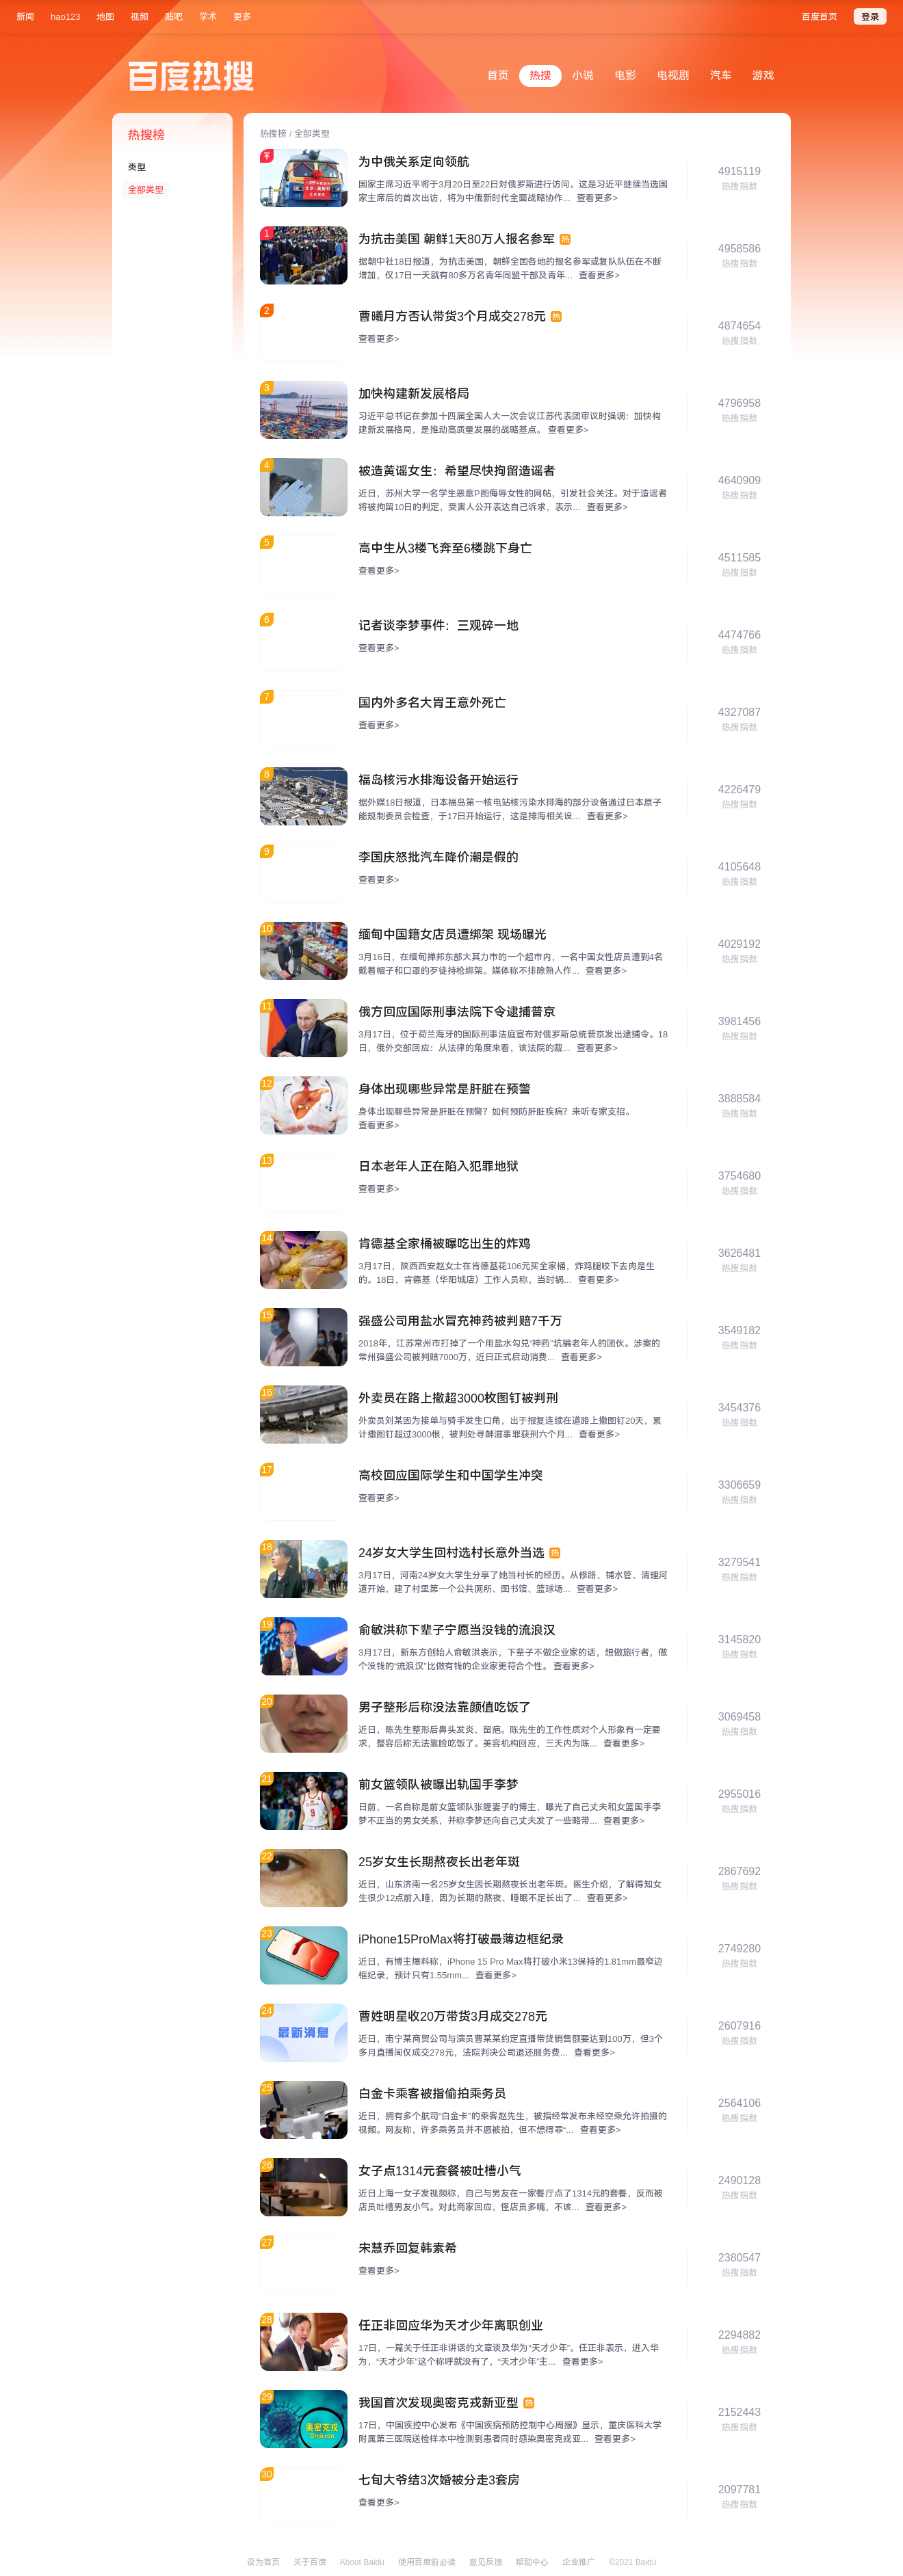 新闻 hao123 地图 视频 贴吧 学术 更多 百度首页 登录
百度热搜
首页 热搜 小说 电影 电视剧 汽车 游戏
热搜榜
类型
全部类型
热搜榜 / 全部类型
为中俄关系定向领航
国家主席习近平将于3月20日至22日对俄罗斯进行访问。这是习近平继续当选国
家主席后的首次出访，将为中俄新时代全面战略协作... 查看更多>
4915119
热搜指数
1
为抗击美国 朝鲜1天80万人报名参军 热
据朝中社18日报道，为抗击美国，朝鲜全国各地的报名参军或复队队伍在不断
增加，仅17日一天就有80多万名青年同盟干部及青年... 查看更多>
4958586
热搜指数
2
曹曦月方否认带货3个月成交278元 热
查看更多>
4874654
热搜指数
3
加快构建新发展格局
习近平总书记在参加十四届全国人大一次会议江苏代表团审议时强调：加快构
建新发展格局，是推动高质量发展的战略基点。 查看更多>
4796958
热搜指数
4
被造黄谣女生：希望尽快拘留造谣者
近日，苏州大学一名学生恶意P图侮辱女性的网帖，引发社会关注。对于造谣者
将被拘留10日的判定，受害人公开表达自己诉求，表示... 查看更多>
4640909
热搜指数
5
高中生从3楼飞奔至6楼跳下身亡
查看更多>
4511585
热搜指数
6
记者谈李梦事件：三观碎一地
查看更多>
4474766
热搜指数
7
国内外多名大胃王意外死亡
查看更多>
4327087
热搜指数
8
福岛核污水排海设备开始运行
据外媒18日报道，日本福岛第一核电站核污染水排海的部分设备通过日本原子
能规制委员会检查，于17日开始运行，这是排海相关设... 查看更多>
4226479
热搜指数
9
李国庆怒批汽车降价潮是假的
查看更多>
4105648
热搜指数
10
缅甸中国籍女店员遭绑架 现场曝光
3月16日，在缅甸掸邦东部大其力市的一个超市内，一名中国女性店员遭到4名
戴着帽子和口罩的歹徒持枪绑架。媒体称不排除熟人作... 查看更多>
4029192
热搜指数
11
俄方回应国际刑事法院下令逮捕普京
3月17日，位于荷兰海牙的国际刑事法庭宣布对俄罗斯总统普京发出逮捕令。18
日，俄外交部回应：从法律的角度来看，该法院的裁... 查看更多>
3981456
热搜指数
12
身体出现哪些异常是肝脏在预警
身体出现哪些异常是肝脏在预警？如何预防肝脏疾病？来听专家支招。
查看更多>
3888584
热搜指数
13
日本老年人正在陷入犯罪地狱
查看更多>
3754680
热搜指数
14
肯德基全家桶被曝吃出生的炸鸡
3月17日，陕西西安赵女士在肯德基花106元买全家桶，炸鸡腿咬下去肉是生
的。18日，肯德基（华阳城店）工作人员称，当时锅... 查看更多>
3626481
热搜指数
15
强盛公司用盐水冒充神药被判赔7千万
2018年，江苏常州市打掉了一个用盐水勾兑“神药”坑骗老年人的团伙。涉案的
常州强盛公司被判赔7000万，近日正式启动消费... 查看更多>
3549182
热搜指数
16
外卖员在路上撒超3000枚图钉被判刑
外卖员刘某因为接单与骑手发生口角，出于报复连续在道路上撒图钉20天，累
计撒图钉超过3000根，被判处寻衅滋事罪获刑六个月... 查看更多>
3454376
热搜指数
17
高校回应国际学生和中国学生冲突
查看更多>
3306659
热搜指数
18
24岁女大学生回村选村长意外当选 热
3月17日，河南24岁女大学生分享了她当村长的经历。从修路、铺水管、清理河
道开始，建了村里第一个公共厕所、图书馆、篮球场... 查看更多>
3279541
热搜指数
19
俞敏洪称下辈子宁愿当没钱的流浪汉
3月17日，新东方创始人俞敏洪表示，下辈子不做企业家的话，想做旅行者，做
个没钱的“流浪汉”比做有钱的企业家更符合个性。 查看更多>
3145820
热搜指数
20
男子整形后称没法靠颜值吃饭了
近日，陈先生整形后鼻头发炎、留疤。陈先生的工作性质对个人形象有一定要
求，整容后称无法靠脸吃饭了。美容机构回应，三天内为陈... 查看更多>
3069458
热搜指数
21
前女篮领队被曝出轨国手李梦
日前，一名自称是前女篮领队张隆妻子的博主，曝光了自己丈夫和女篮国手李
梦不正当的男女关系，并称李梦还向自己丈夫发了一些略带... 查看更多>
2955016
热搜指数
22
25岁女生长期熬夜长出老年斑
近日，山东济南一名25岁女生因长期熬夜长出老年斑。医生介绍，了解得知女
生很少12点前入睡，因为长期的熬夜、睡眠不足长出了... 查看更多>
2867692
热搜指数
23
iPhone15ProMax将打破最薄边框纪录
近日，有博主爆料称，iPhone 15 Pro Max将打破小米13保持的1.81mm最窄边
框纪录，预计只有1.55mm... 查看更多>
2749280
热搜指数
24
最新消息
曹姓明星收20万带货3月成交278元
近日，南宁某商贸公司与演员曹某某约定直播带货销售额要达到100万，但3个
多月直播间仅成交278元，法院判决公司退还服务费... 查看更多>
2607916
热搜指数
25
白金卡乘客被指偷拍乘务员
近日，拥有多个航司“白金卡”的乘客赵先生，被指经常发布未经空乘允许拍摄的
视频。网友称，许多乘务员并不愿被拍，但不想得罪“... 查看更多>
2564106
热搜指数
26
女子点1314元套餐被吐槽小气
近日上海一女子发视频称，自己与男友在一家餐厅点了1314元的套餐，反而被
店员吐槽男友小气。对此商家回应，怪店员多嘴，不该... 查看更多>
2490128
热搜指数
27
宋慧乔回复韩素希
查看更多>
2380547
热搜指数
28
任正非回应华为天才少年离职创业
17日，一篇关于任正非讲话的文章谈及华为“天才少年”。任正非表示，进入华
为，“天才少年”这个称呼就没有了，“天才少年”主... 查看更多>
2294882
热搜指数
29
奥密克戎
Omicron
我国首次发现奥密克戎新亚型 热
17日，中国疾控中心发布《中国疾病预防控制中心周报》显示，重庆医科大学
附属第三医院送检样本中检测到患者同时感染奥密克戎亚... 查看更多>
2152443
热搜指数
30
七旬大爷结3次婚被分走3套房
查看更多>
2097781
热搜指数
设为首页 关于百度 About Baidu 使用百度前必读 意见反馈 帮助中心 企业推广 ©2021 Baidu